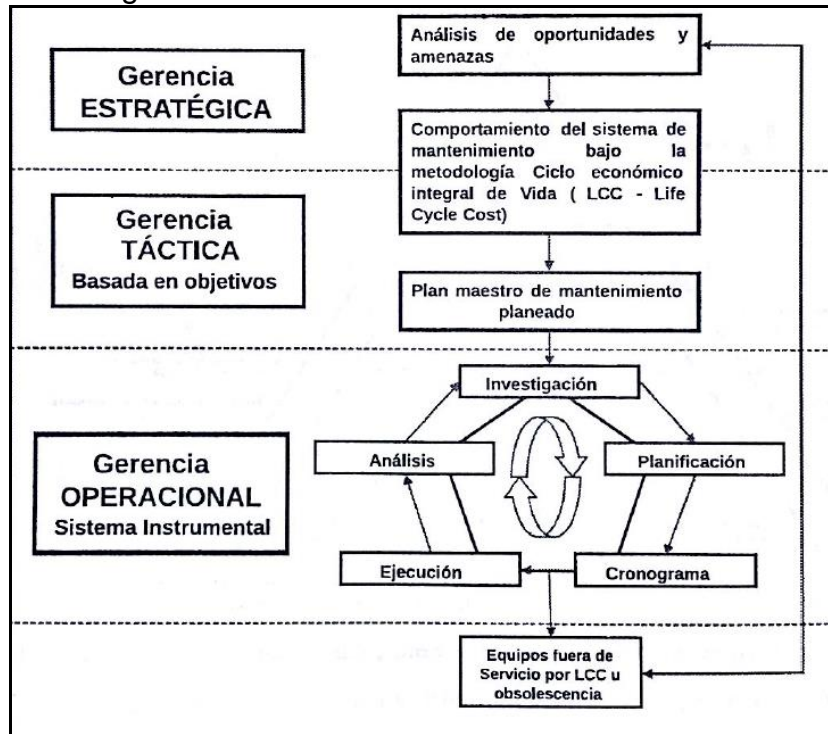 Análisis de oportunidades y
amenazas
Gerencia
ESTRATÉGICA
Comportamiento del sistema de
mantenimiento bajo la
metodología Ciclo económico
integral de Vida ( LCC - Life
Cycle Cost)
Gerencia
TÁCTICA
Basada en objetivos
Plan maestro de mantenimiento
planeado
Investigación
Análisis
Planificación
Gerencia
OPERACIONAL
Sistema Instrumental
Ejecución
Cronograma
Equipos fuera de
Servicio por LCC u
obsolescencia